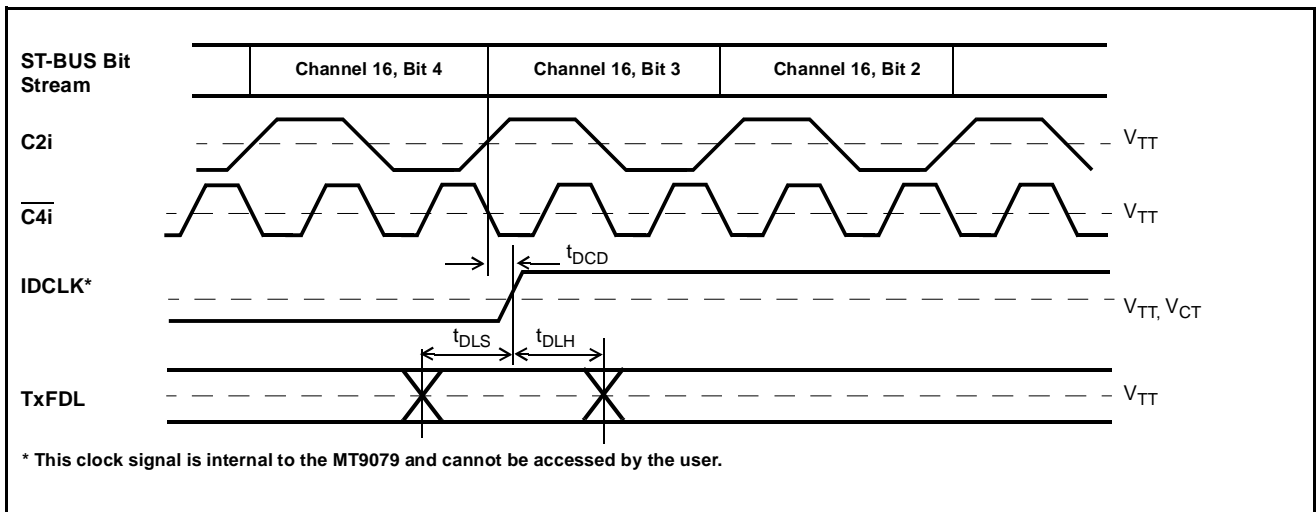 ST-BUS Bit
Stream
Channel 16, Bit 4
Channel 16, Bit 3
Channel 16, Bit 2
C2i
VTT
C4i
VTT
tDCD
IDCLK*
VTT, VCT
tDLS
tDLH
TxFDL
VTT
* This clock signal is internal to the MT9079 and cannot be accessed by the user.